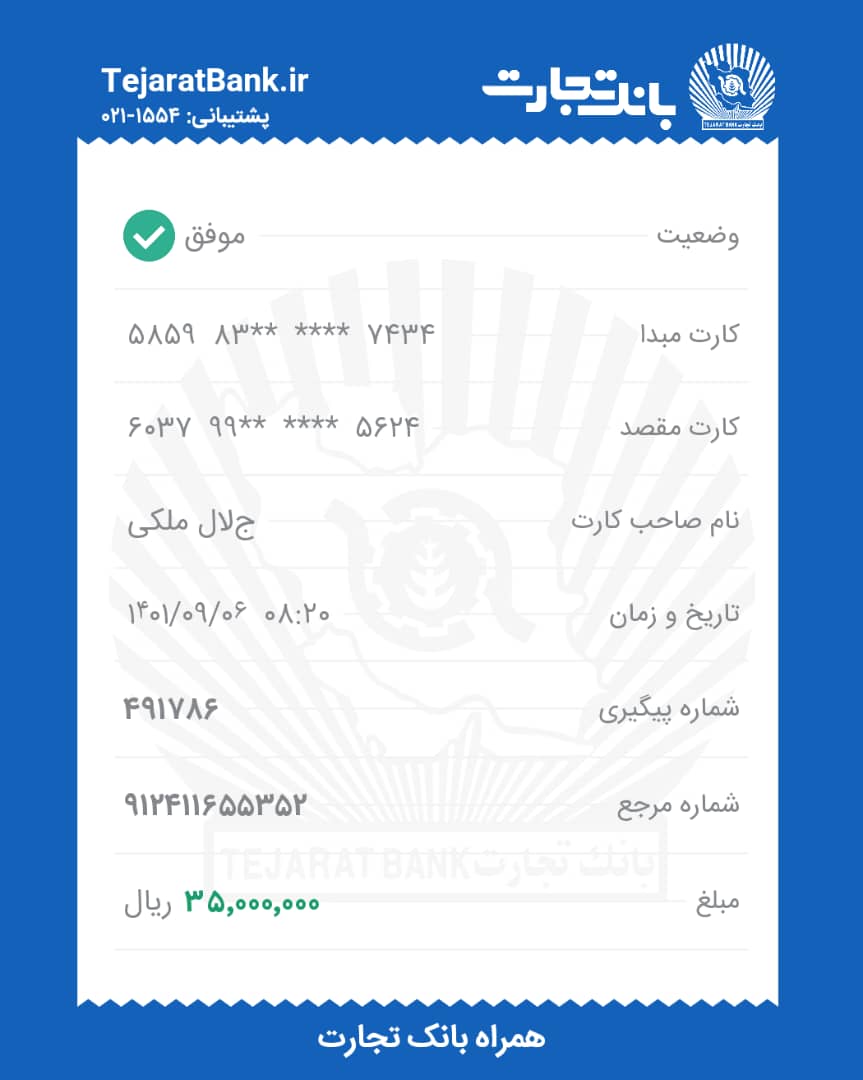 بانک تجارت
TEJARAT BANK بانک تجارت
TejaratBank.ir
پشتیبانی: ۱۵۵۴-۰۲۱
وضعیت موفق
کارت مبدا ۵۸۵۹ ۸۳** **** ۷۴۳۴
کارت مقصد ۶۰۳۷ ۹۹** **** ۵۶۲۴
نام صاحب کارت جلال ملکی
تاریخ و زمان ۱۴۰۱/۰۹/۰۶ ۰۸:۲۰
شماره پیگیری ۴۹۱۷۸۶
شماره مرجع ۹۱۲۴۱۱۶۵۵۳۵۲
TEJARAT BANK بانک تجارت
مبلغ ۳۵,۰۰۰,۰۰۰ ریال
همراه بانک تجارت